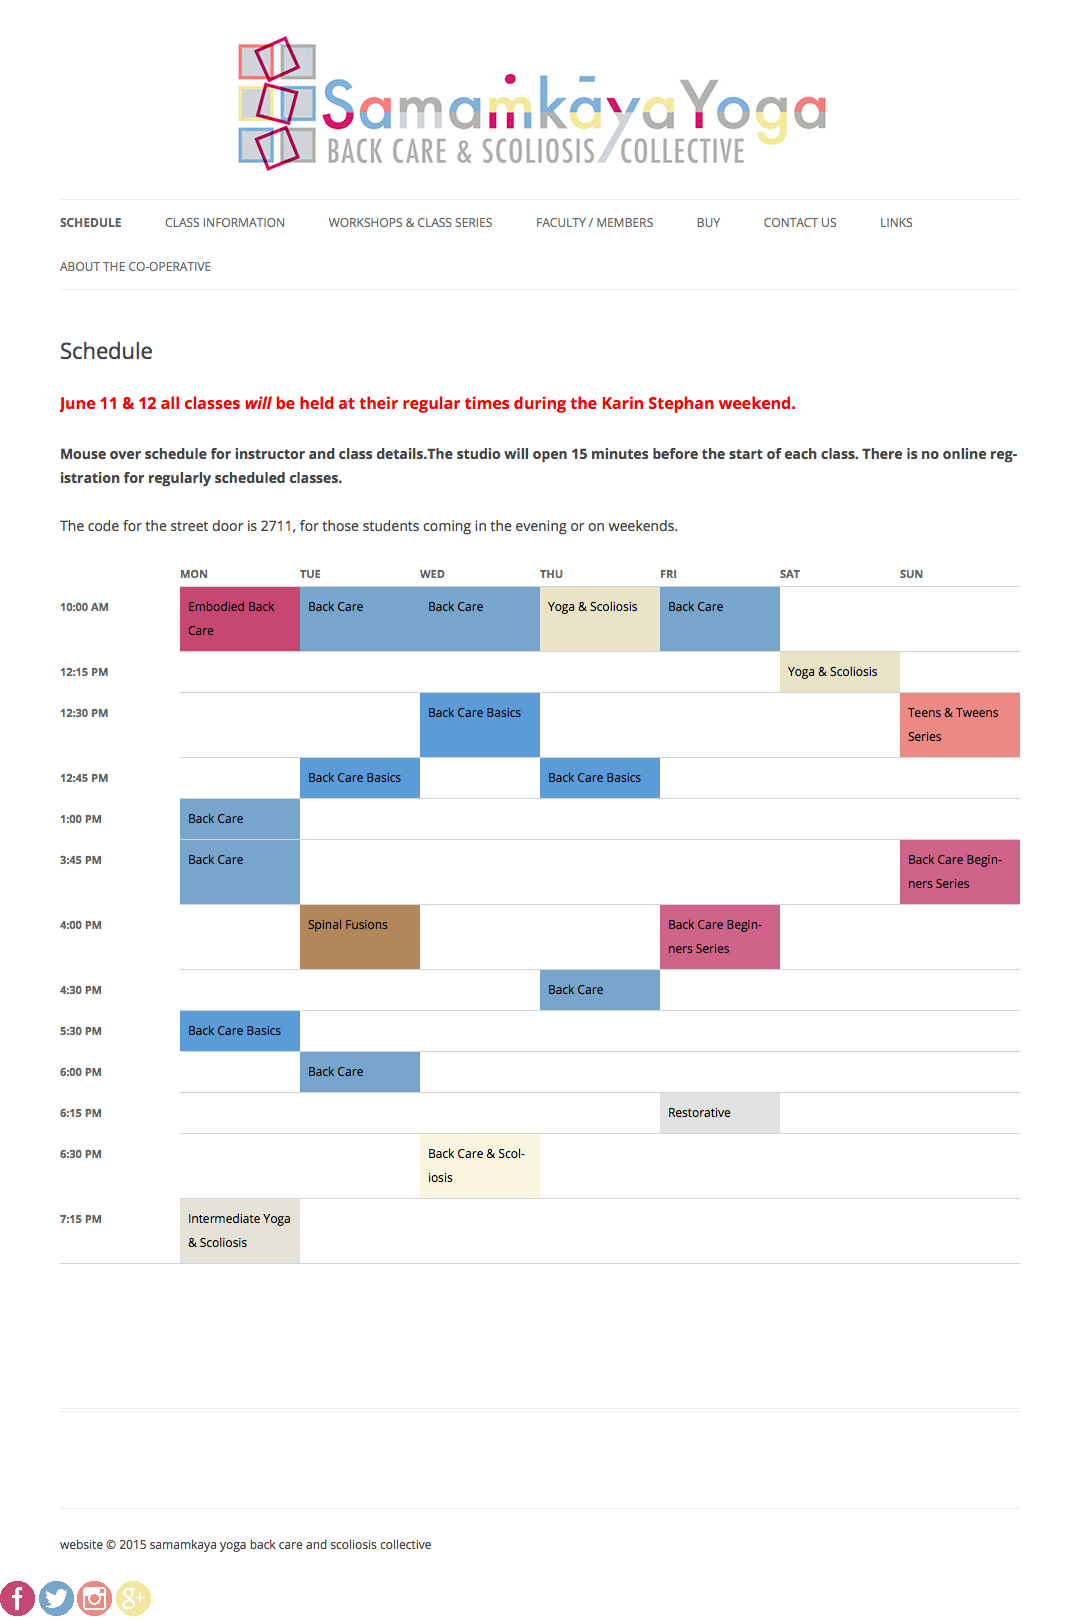 SamaṁkāyaYoga
BACK CARE & SCOLIOSIS COLLECTIVE
SCHEDULE CLASS INFORMATION WORKSHOPS & CLASS SERIES FACULTY / MEMBERS BUY CONTACT US LINKS
ABOUT THE CO-OPERATIVE
Schedule
June 11 & 12 all classes will be held at their regular times during the Karin Stephan weekend.
Mouse over schedule for instructor and class details.The studio will open 15 minutes before the start of each class. There is no online reg-
istration for regularly scheduled classes.
The code for the street door is 2711, for those students coming in the evening or on weekends.
MON TUE WED THU FRI SAT SUN
10:00 AM Embodied Back Back Care Back Care Yoga & Scoliosis Back Care
Care
12:15 PM Yoga & Scoliosis
12:30 PM Back Care Basics Teens & Tweens
Series
12:45 PM Back Care Basics Back Care Basics
1:00 PM Back Care
3:45 PM Back Care Back Care Begin-
ners Series
4:00 PM Spinal Fusions Back Care Begin-
ners Series
4:30 PM Back Care
5:30 PM Back Care Basics
6:00 PM Back Care
6:15 PM Restorative
6:30 PM Back Care & Scol-
iosis
7:15 PM Intermediate Yoga
& Scoliosis
website © 2015 samamkaya yoga back care and scoliosis collective
f g+